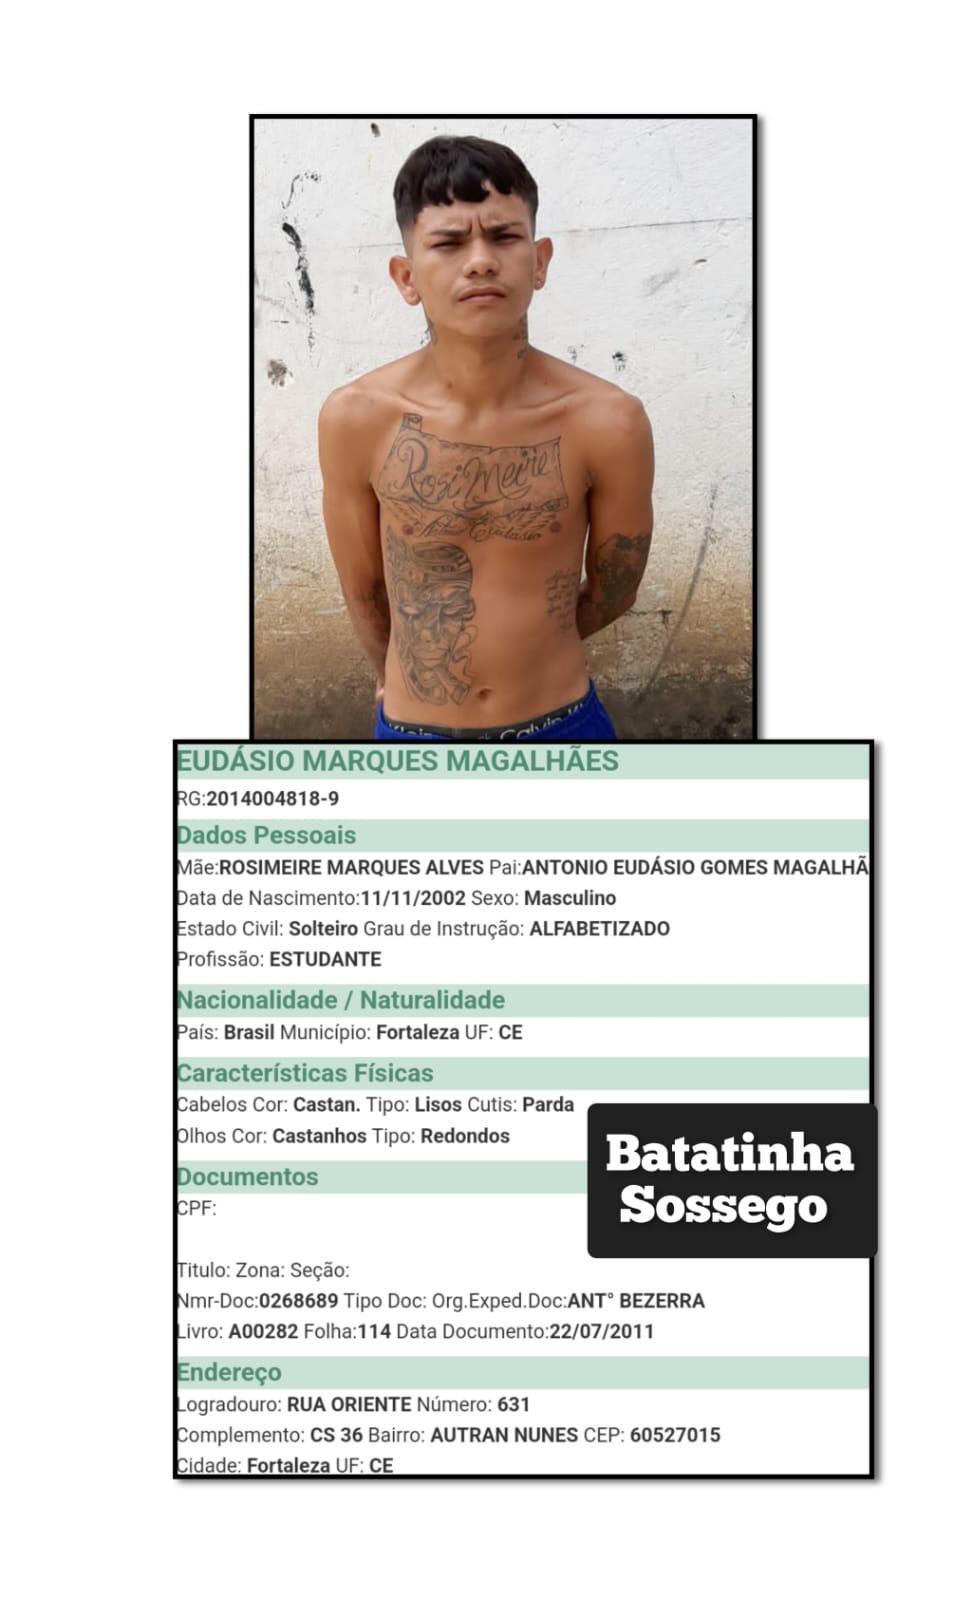 Rosi Meire
Eudasio
Calvin K
EUDÁSIO MARQUES MAGALHÃES
RG:2014004818-9
Dados Pessoais
Mãe:ROSIMEIRE MARQUES ALVES Pai:ANTONIO EUDÁSIO GOMES MAGALHÃ
Data de Nascimento:11/11/2002 Sexo: Masculino
Estado Civil: Solteiro Grau de Instrução: ALFABETIZADO
Profissão: ESTUDANTE
Nacionalidade / Naturalidade
País: Brasil Município: Fortaleza UF: CE
Características Físicas
Cabelos Cor: Castan. Tipo: Lisos Cutis: Parda
Olhos Cor: Castanhos Tipo: Redondos
Batatinha
Sossego
Documentos
CPF:
Titulo: Zona: Seção:
Nmr-Doc:0268689 Tipo Doc: Org.Exped.Doc:ANT° BEZERRA
Livro: A00282 Folha:114 Data Documento:22/07/2011
Endereço
Logradouro: RUA ORIENTE Número: 631
Complemento: CS 36 Bairro: AUTRAN NUNES CEP: 60527015
Cidade: Fortaleza UF: CE